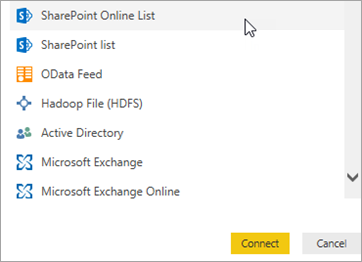 SharePoint Online List
SharePoint list
OData Feed
Hadoop File (HDFS)
Active Directory
Microsoft Exchange
Microsoft Exchange Online
Connect
Cancel